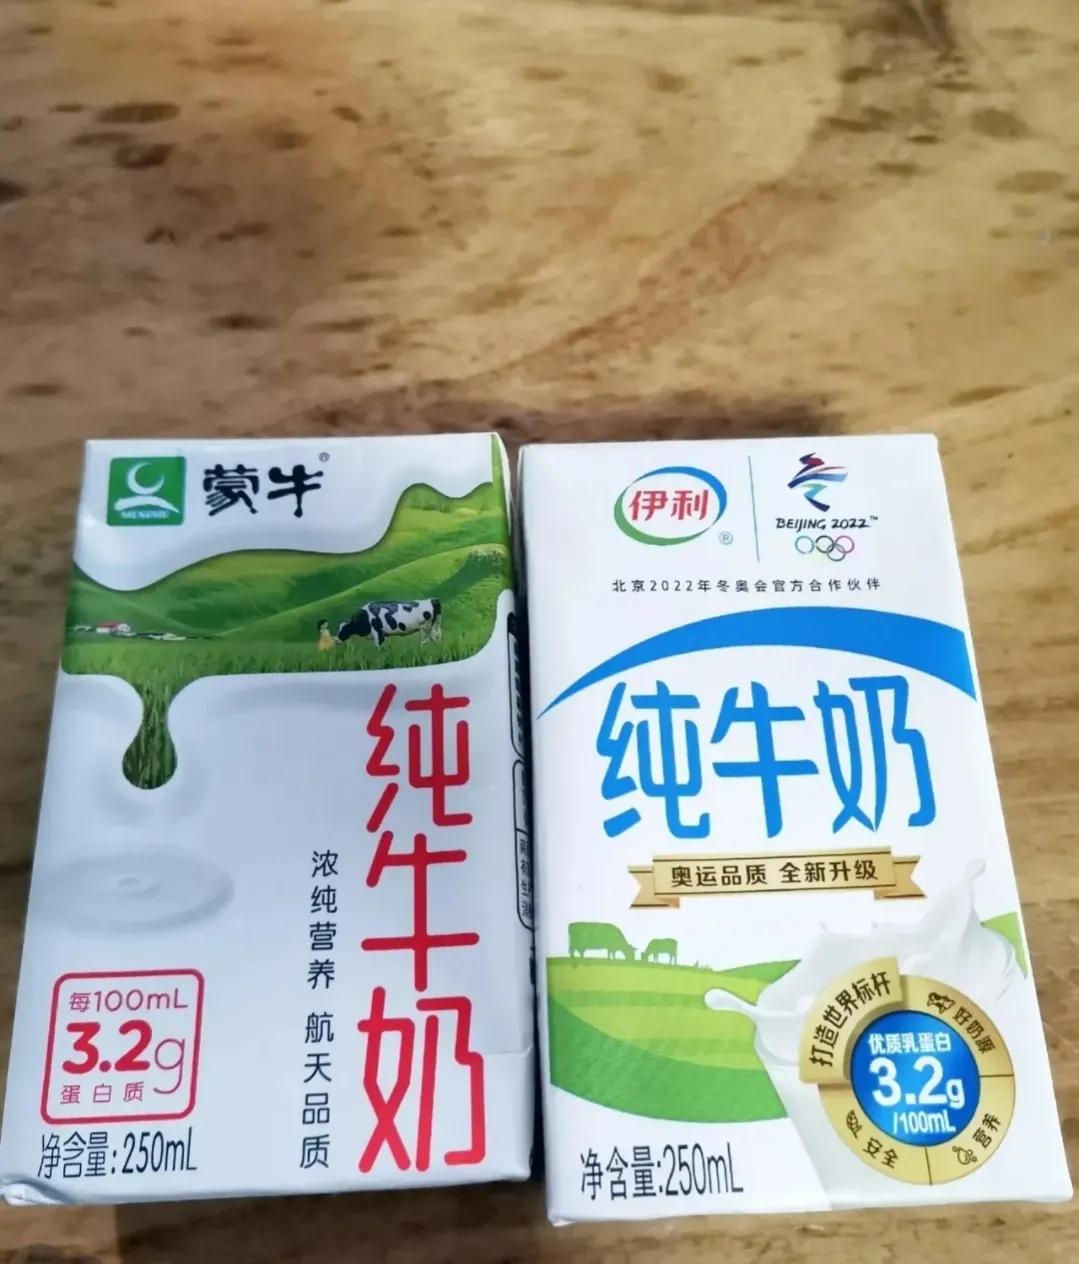 MENGNIU
蒙牛®
纯牛奶
浓纯营养 航天品质
每100mL
3.2g
蛋白质
净含量:250mL
伊利®
BEIJING 2022™
北京2022年冬奥会官方合作伙伴
纯牛奶
奥运品质 全新升级
打造世界标杆
好奶源
优质乳蛋白
3.2g
/100mL
安全
营养
净含量:250mL